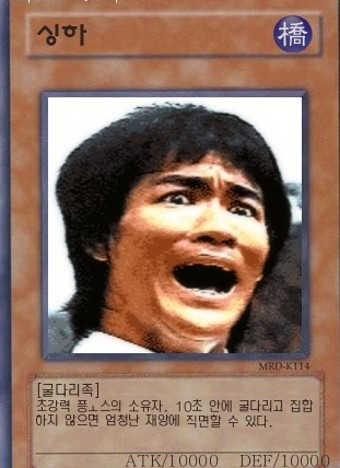 싱하
橋
MRD-K114
[굴다리족]
초강력 퐁ㅗ스의 소유자. 10초 안에 굴다리고 집합
하지 않으면 엄청난 재앙에 직면할 수 있다.
ATK/10000 DEF/10000